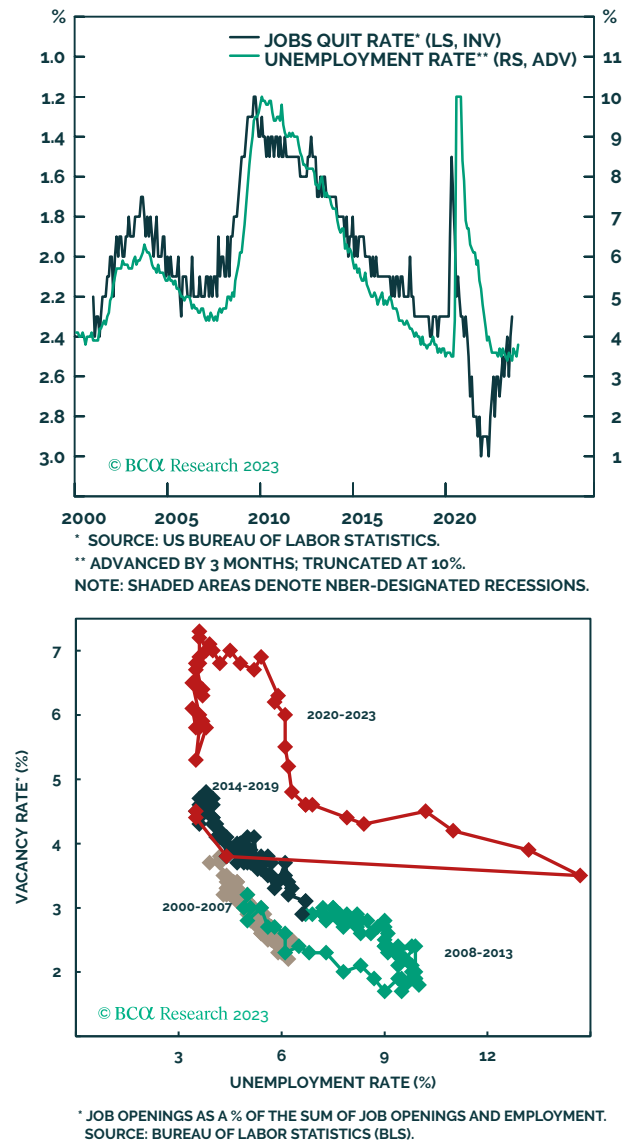 % %
JOBS QUIT RATE* (LS, INV)
UNEMPLOYMENT RATE** (RS, ADV)
1.0 11
1.2 10
1.4 9
1.6 8
1.8 7
2.0 6
2.2 5
2.4 4
2.6 3
2.8 2
3.0 1
© BCα Research 2023
2000 2005 2010 2015 2020
* SOURCE: US BUREAU OF LABOR STATISTICS.
** ADVANCED BY 3 MONTHS; TRUNCATED AT 10%.
NOTE: SHADED AREAS DENOTE NBER-DESIGNATED RECESSIONS.
VACANCY RATE* (%)
7
6
5
4
3
2
2020-2023
2014-2019
2000-2007
2008-2013
© BCα Research 2023
3 6 9 12
UNEMPLOYMENT RATE (%)
* JOB OPENINGS AS A % OF THE SUM OF JOB OPENINGS AND EMPLOYMENT.
SOURCE: BUREAU OF LABOR STATISTICS (BLS).